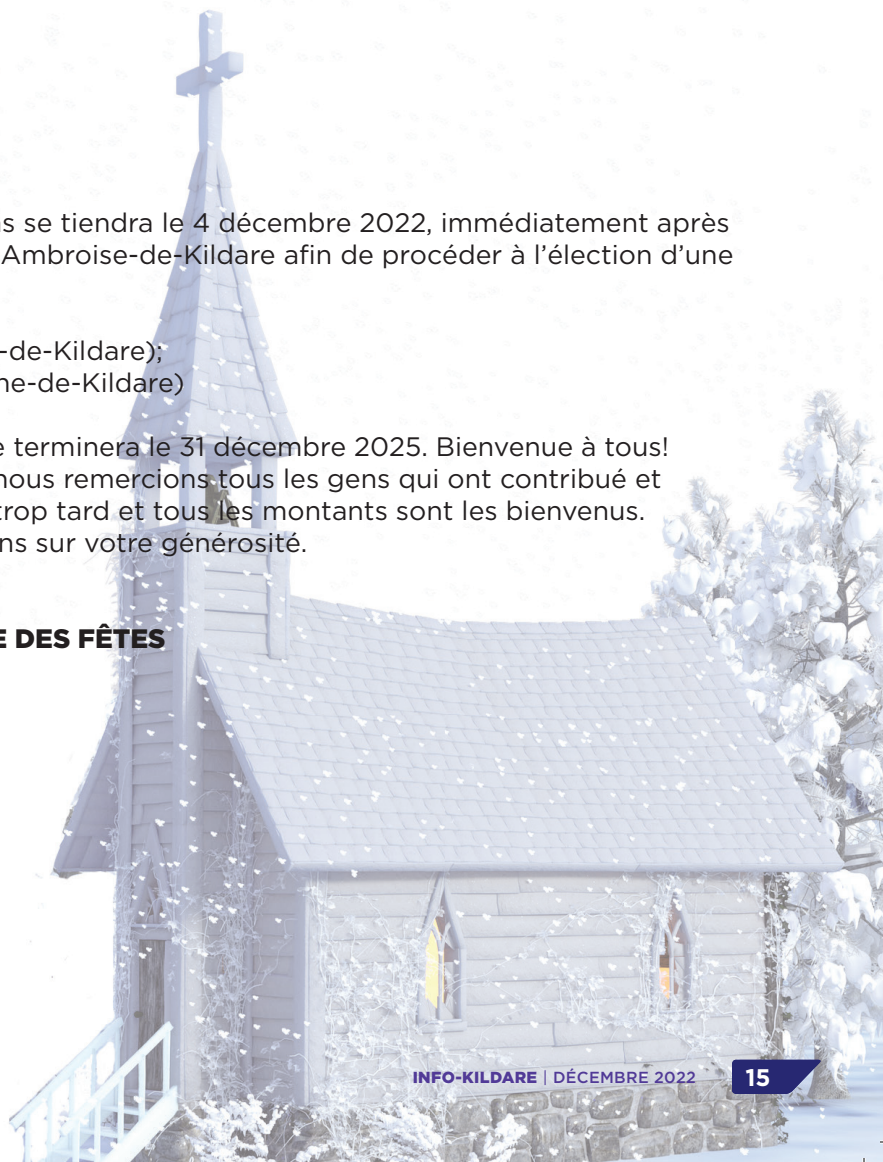 s se tiendra le 4 décembre 2022, immédiatement après
Ambroise-de-Kildare afin de procéder à l’élection d’une
-de-Kildare);
ne-de-Kildare)
e terminera le 31 décembre 2025. Bienvenue à tous!
nous remercions tous les gens qui ont contribué et
trop tard et tous les montants sont les bienvenus.
ns sur votre générosité.
E DES FÊTES
INFO-KILDARE | DÉCEMBRE 2022 15